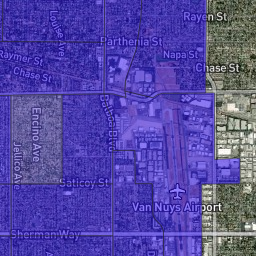 Rayen St
Louise Ave
Parthenia St
Raymer St
Napa St
Chase St
Chase St
Encino Ave
Balboa Blvd
Jellico Ave
Saticoy St
Van Nuys Airport
Sherman Way